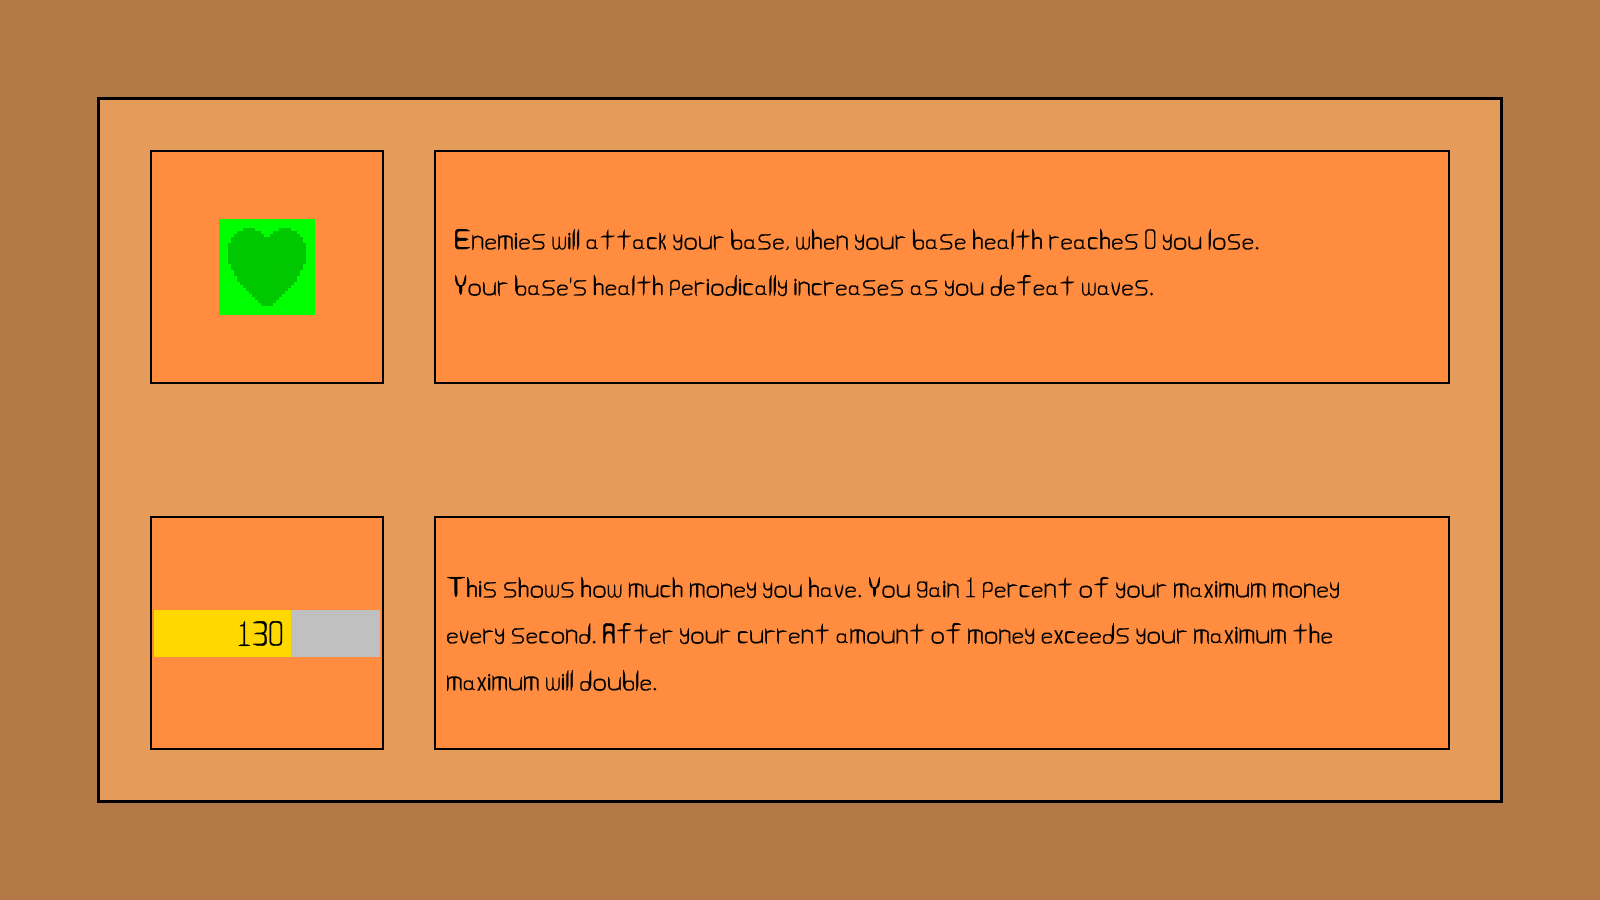 Enemies will attack your base, when your base health reaches 0 you lose.
Your base's health periodically increases as you defeat waves.
130
This shows how much money you have. You gain 1 percent of your maximum money
every second. After your current amount of money exceeds your maximum the
maximum will double.